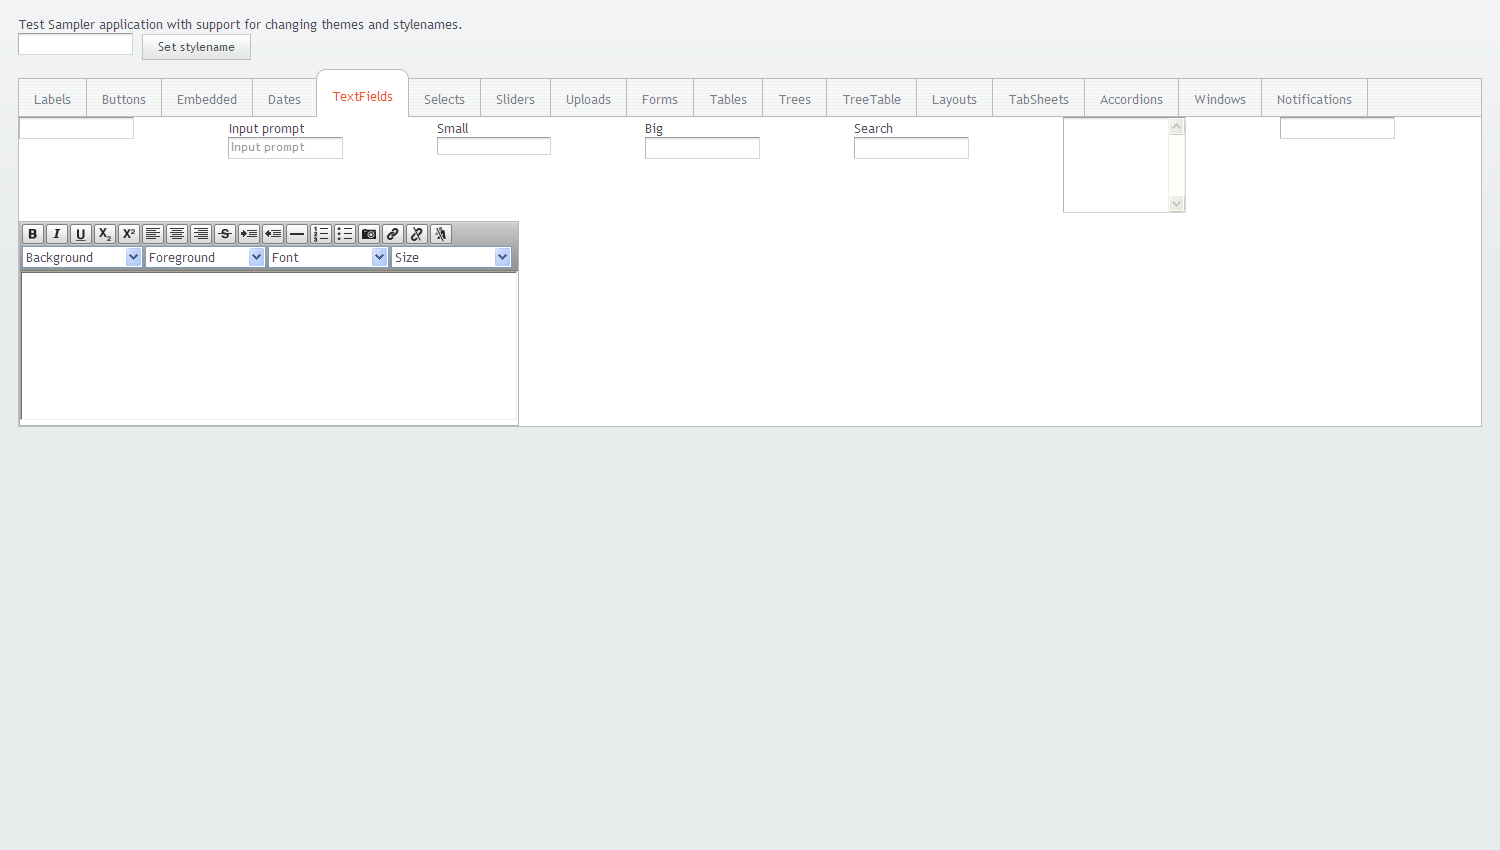 Test Sampler application with support for changing themes and stylenames.
Set stylename
Labels Buttons Embedded Dates TextFields Selects Sliders Uploads Forms Tables Trees TreeTable Layouts TabSheets Accordions Windows Notifications
Input prompt Small Big Search
Input prompt
B I U X₂ X² S
Background Foreground Font Size